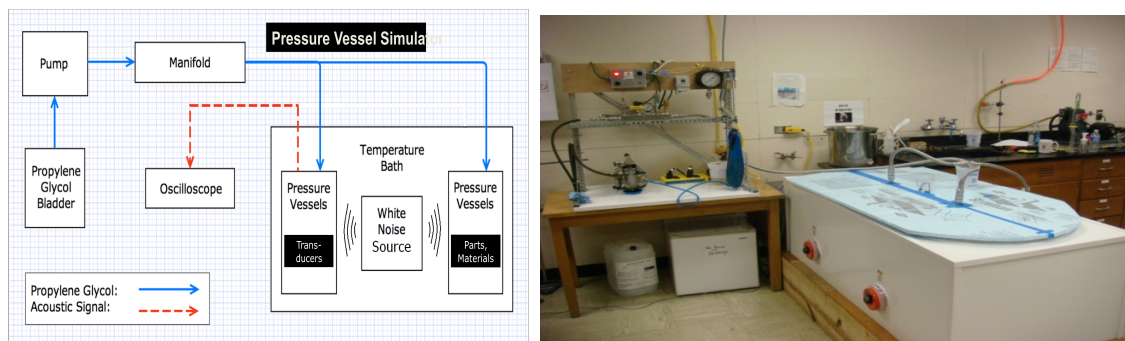 Pressure Vessel Simulator
Pump
Manifold
Temperature
Bath
Propylene
Glycol
Bladder
Oscilloscope
Pressure
Vessels
Trans-
ducers
White
Noise
Source
Pressure
Vessels
Parts,
Materials
Propylene Glycol:
Acoustic Signal: